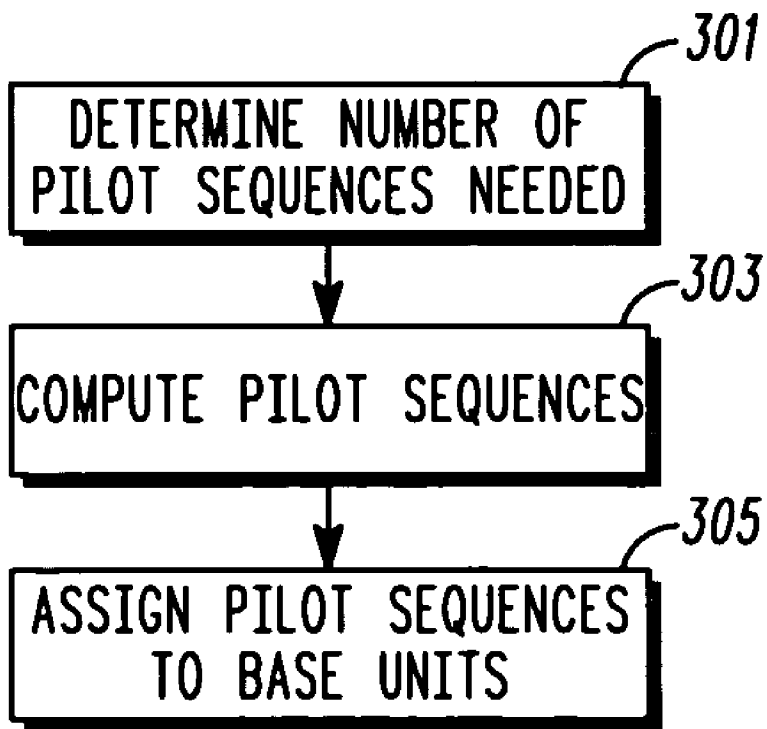 301
DETERMINE NUMBER OF
PILOT SEQUENCES NEEDED
303
COMPUTE PILOT SEQUENCES
305
ASSIGN PILOT SEQUENCES
TO BASE UNITS